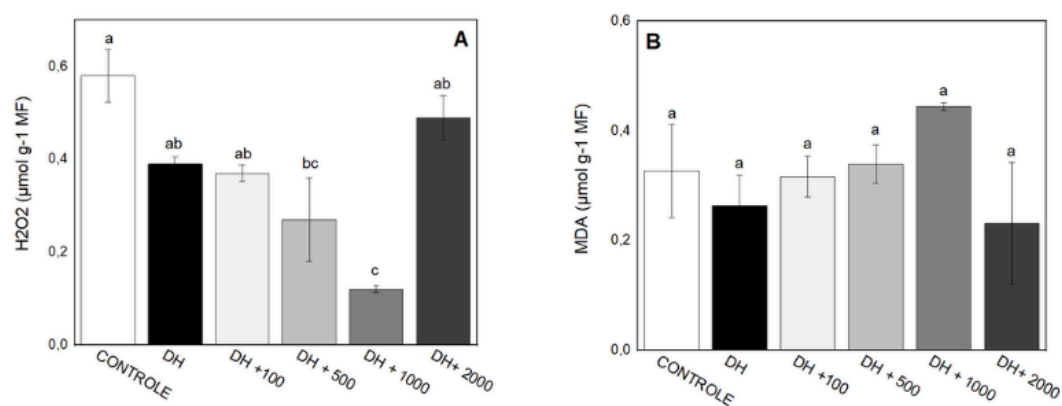 A
H2O2 (µmol g-1 MF)
0,6
0,4
0,2
0,0
a
ab
ab
bc
c
ab
CONTROLE
DH
DH +100
DH + 500
DH + 1000
DH+ 2000
B
MDA (µmol g-1 MF)
0,6
0,4
0,2
0,0
a
a
a
a
a
a
CONTROLE
DH
DH +100
DH + 500
DH + 1000
DH+ 2000